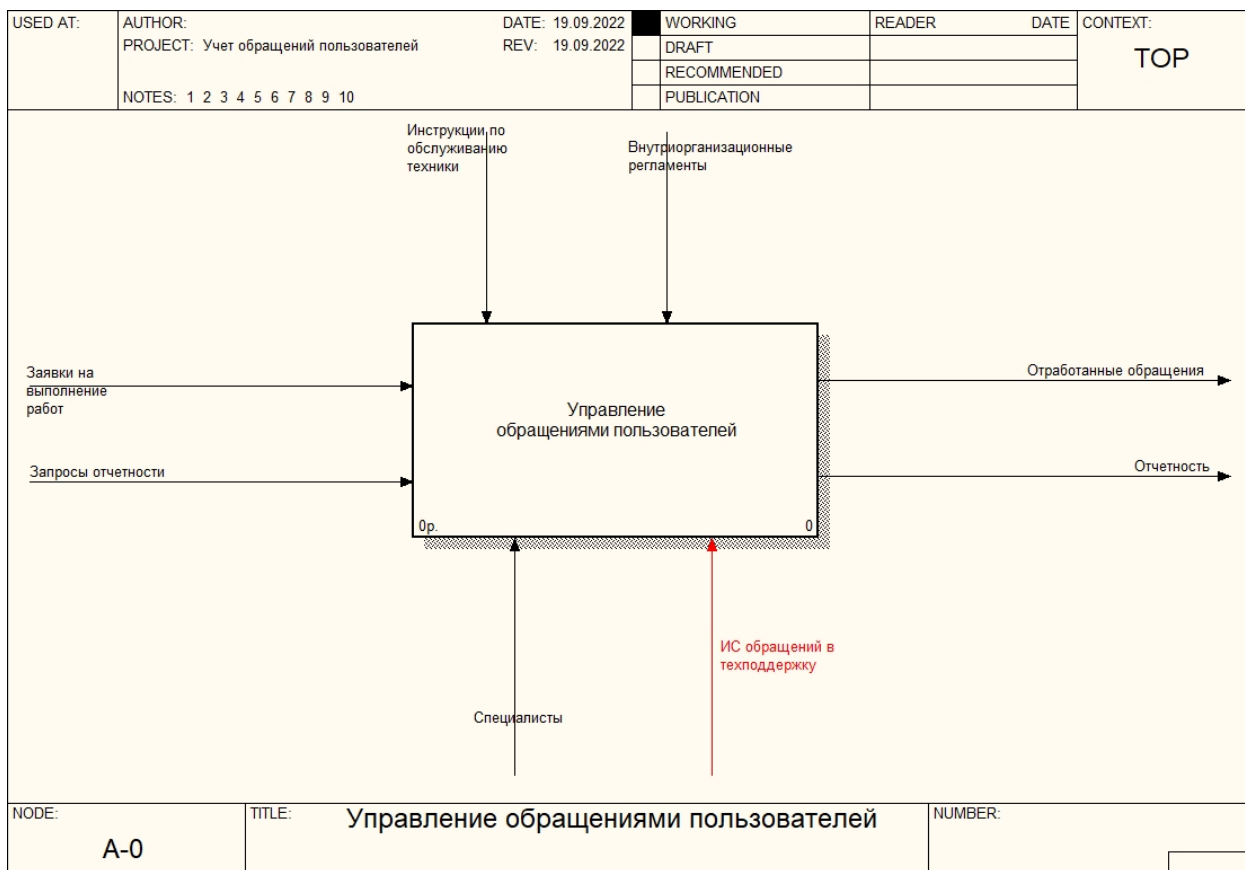 USED AT:
AUTHOR:
DATE: 19.09.2022
WORKING
READER
DATE
CONTEXT:
PROJECT: Учет обращений пользователей
REV: 19.09.2022
DRAFT
TOP
RECOMMENDED
NOTES: 1 2 3 4 5 6 7 8 9 10
PUBLICATION
Инструкции по
обслуживанию
техники
Внутриорганизационные
регламенты
Заявки на
выполнение
работ
Отработанные обращения
Управление
обращениями пользователей
Запросы отчетности
Отчетность
0р.
0
ИС обращений в
техподдержку
Специалисты
NODE:
A-0
TITLE:
Управление обращениями пользователей
NUMBER: